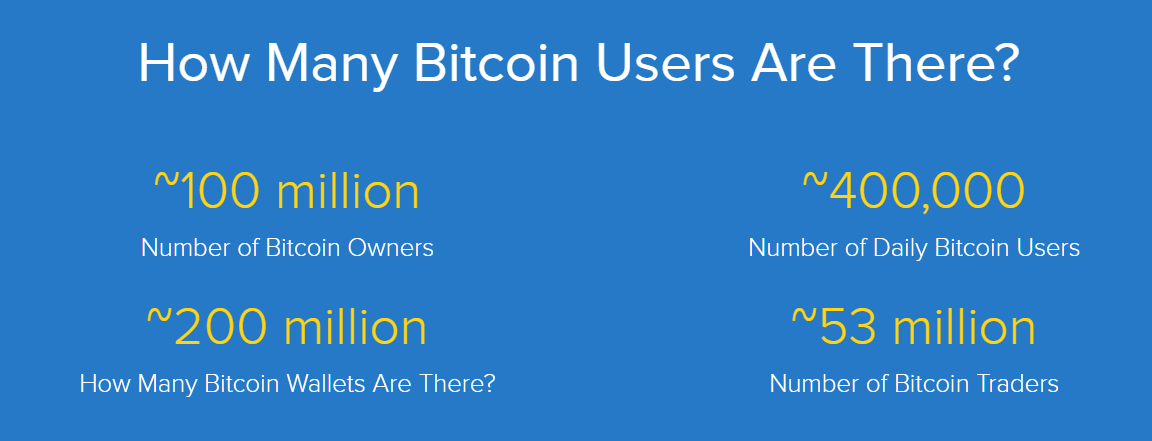 How Many Bitcoin Users Are There?
~100 million
Number of Bitcoin Owners
~400,000
Number of Daily Bitcoin Users
~200 million
How Many Bitcoin Wallets Are There?
~53 million
Number of Bitcoin Traders